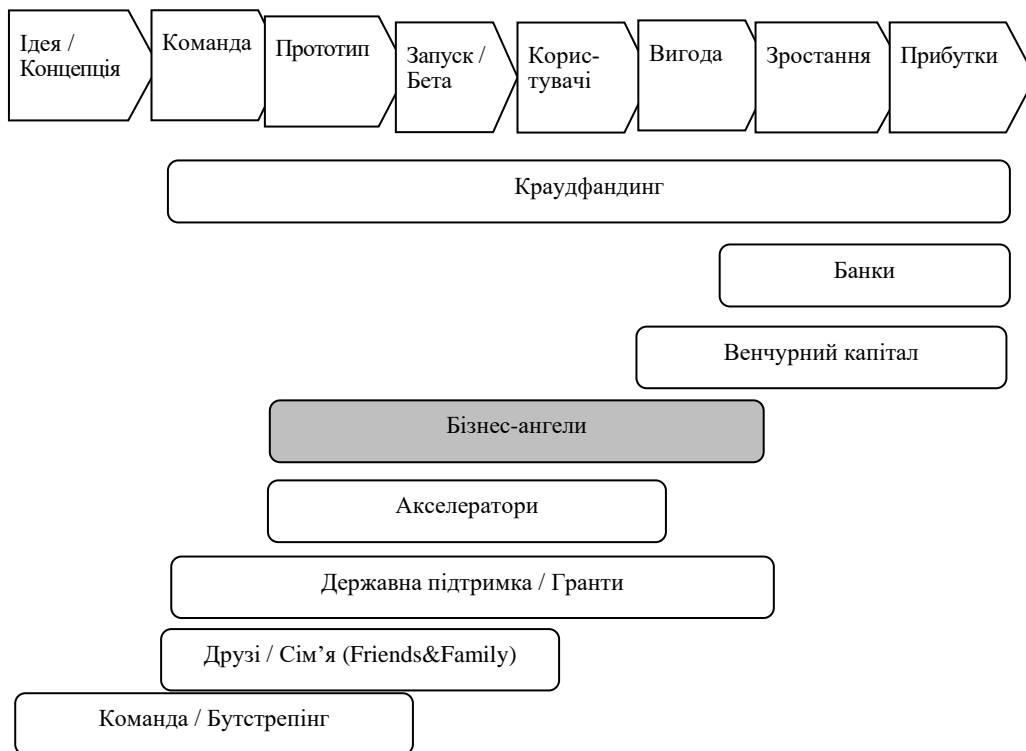 Ідея /
Концепція
Команда
Прототип
Запуск /
Бета
Корис-
тувачі
Вигода
Зростання
Прибутки
Краудфандинг
Банки
Венчурний капітал
Бізнес-ангели
Акселератори
Державна підтримка / Гранти
Друзі / Сім’я (Friends&Family)
Команда / Бутстрепінг